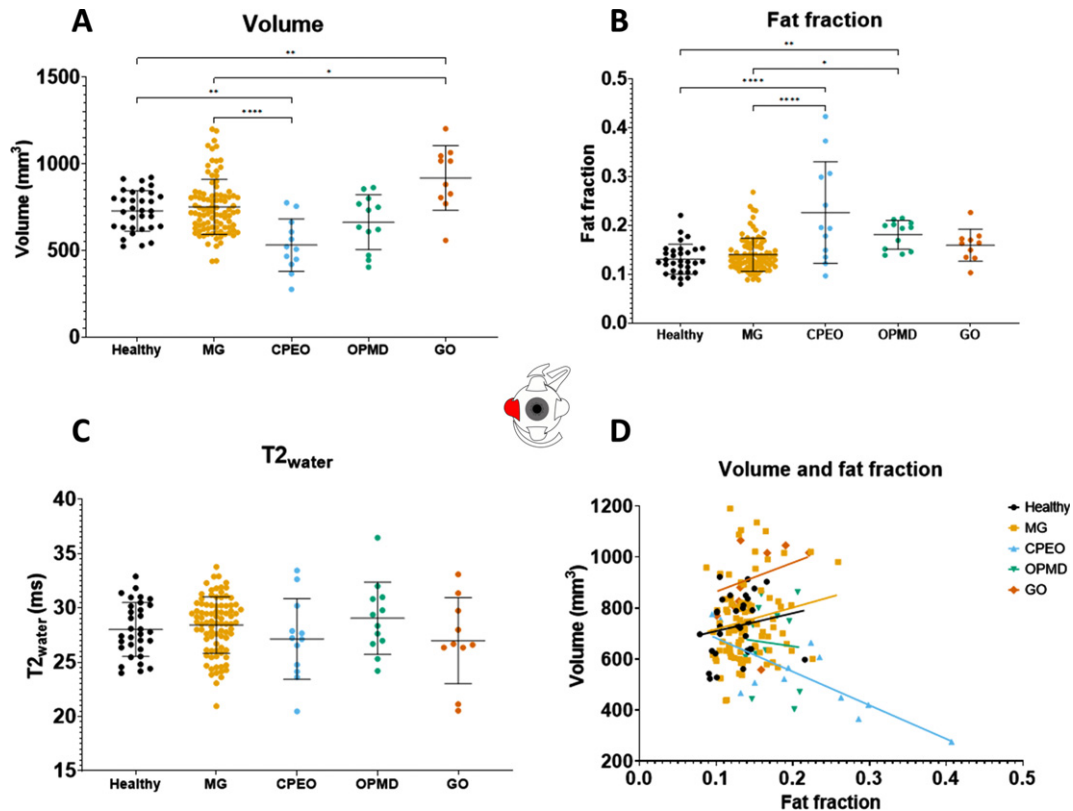 A
Volume
**
*
**
****
1500
1000
500
0
Volume (mm³)
Healthy MG CPEO OPMD GO
B
Fat fraction
**
*
****
****
0.5
0.4
0.3
0.2
0.1
0.0
Fat fraction
Healthy MG CPEO OPMD GO
C
T2water
40
35
30
25
20
15
T2water (ms)
Healthy MG CPEO OPMD GO
D
Volume and fat fraction
1200
1000
800
600
400
200
Volume (mm³)
0.0 0.1 0.2 0.3 0.4 0.5
Fat fraction
Healthy
MG
CPEO
OPMD
GO